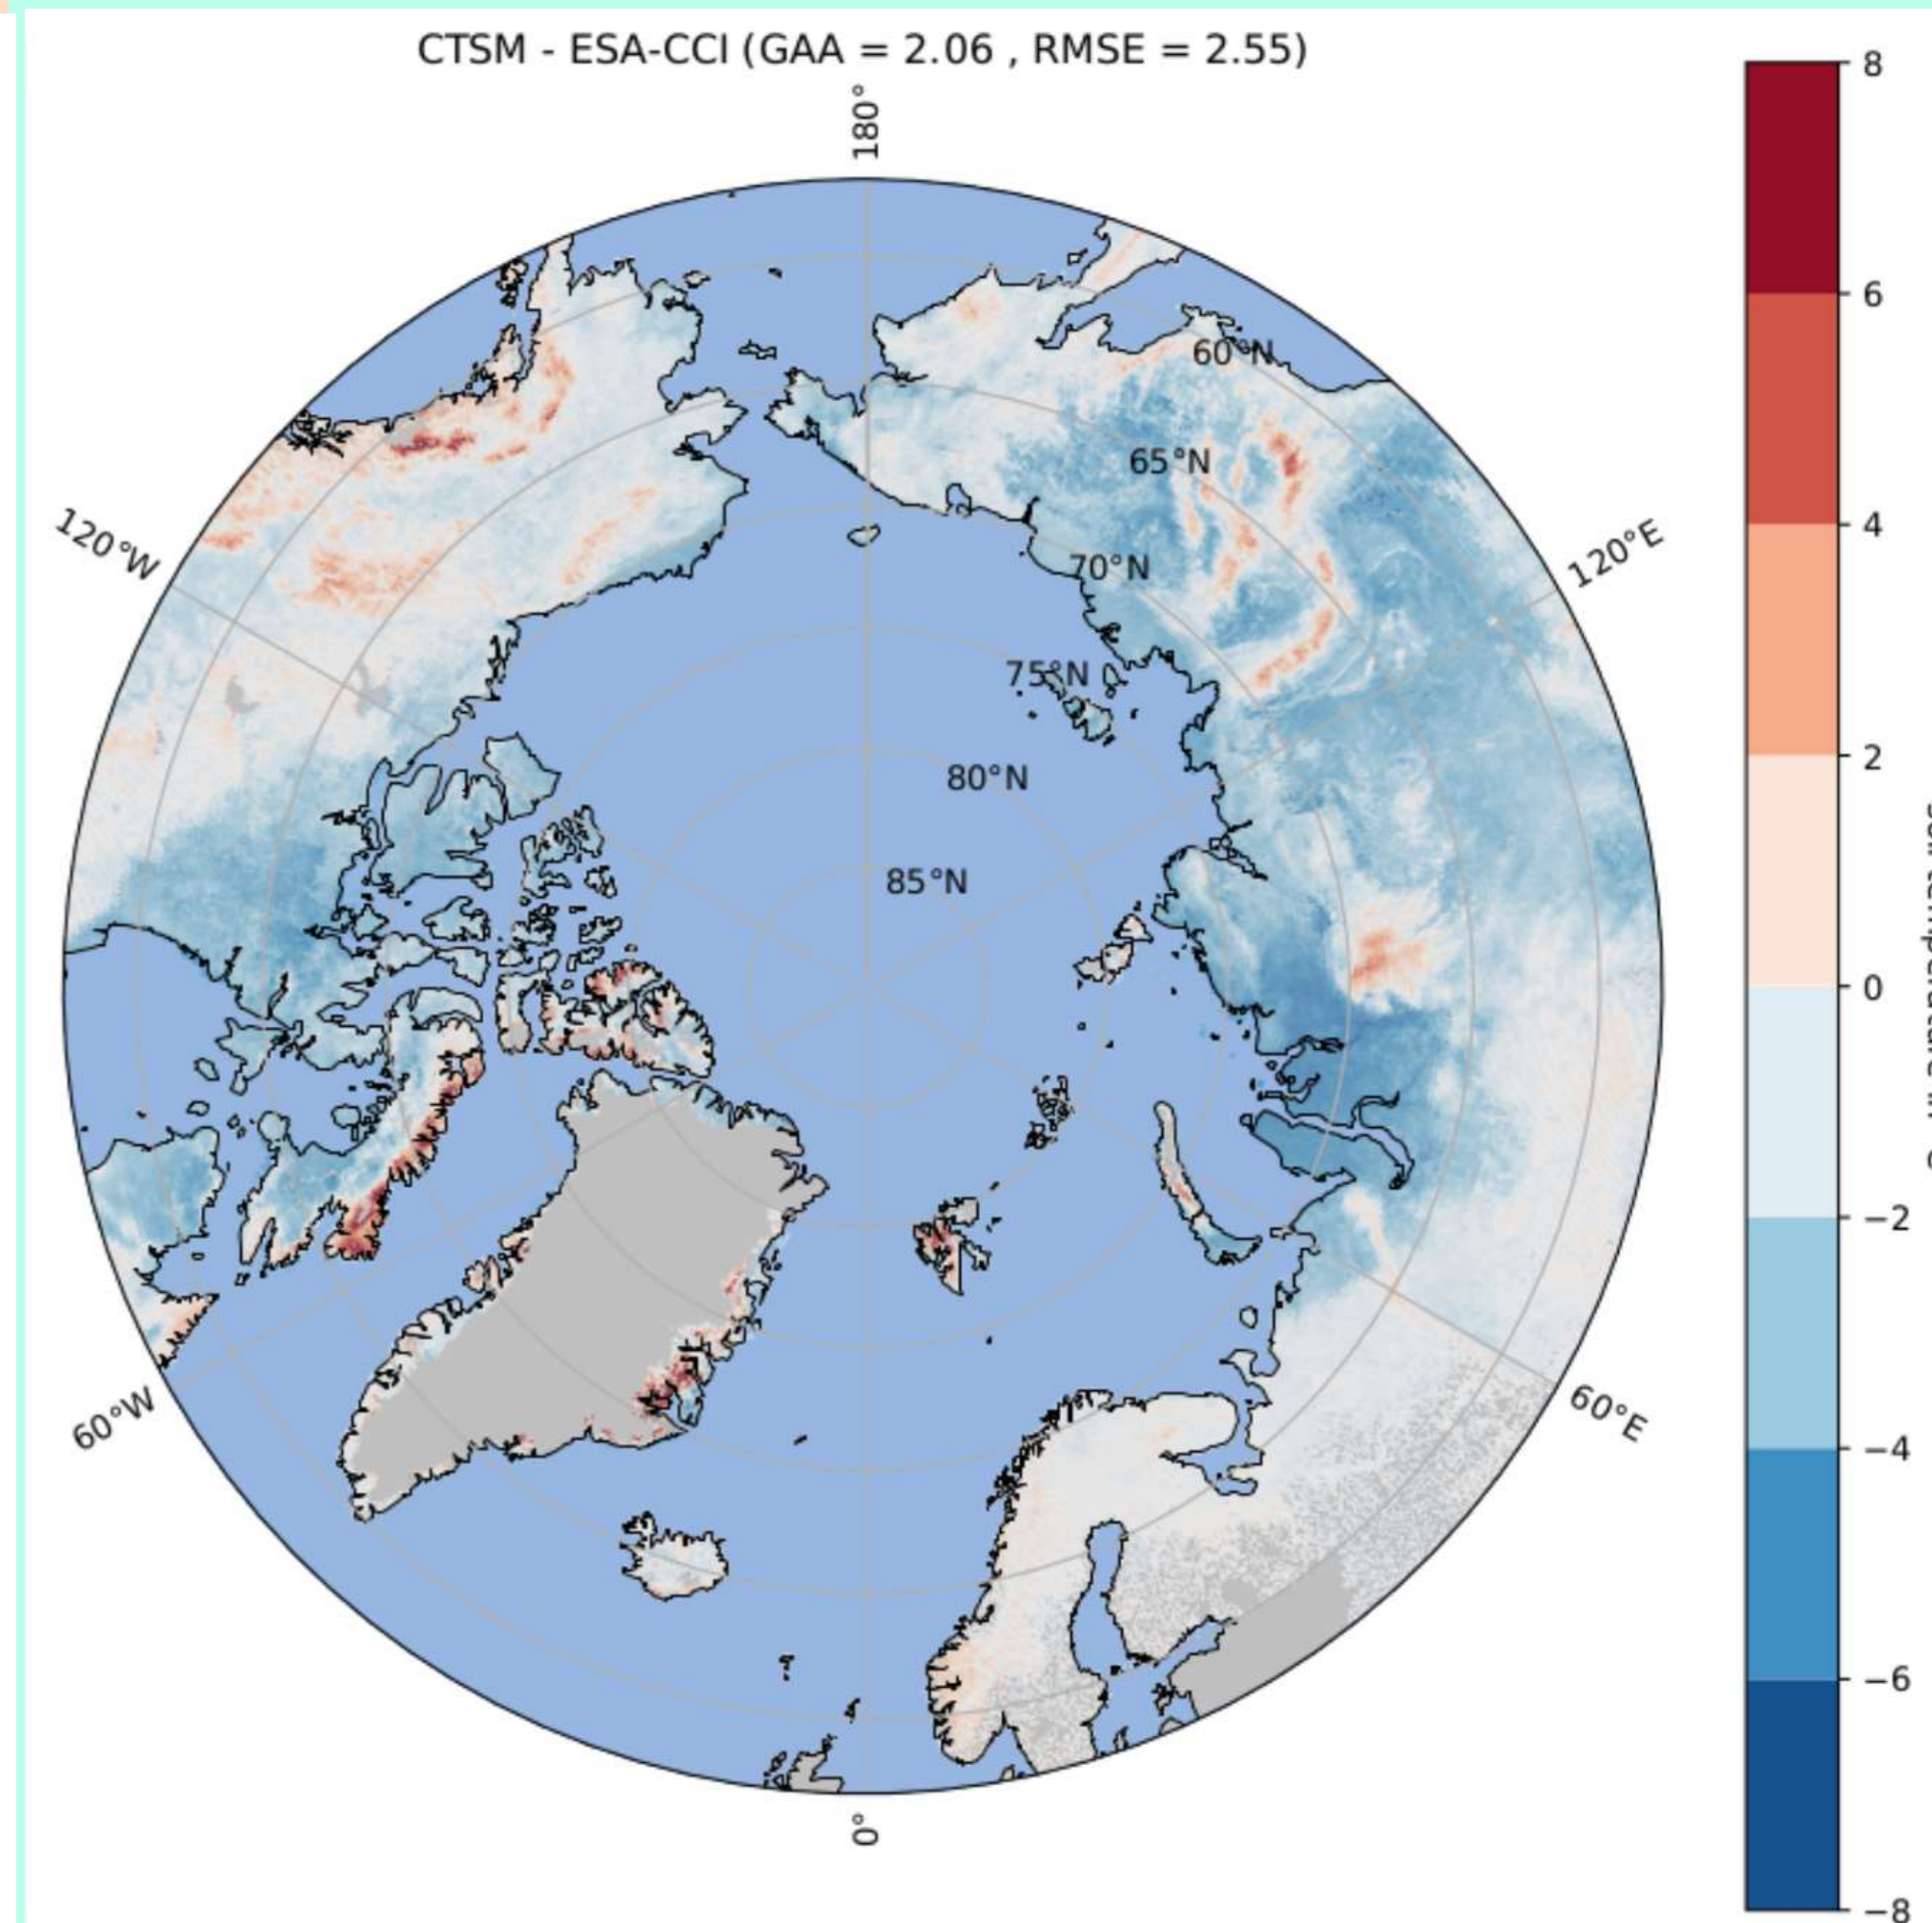 CTSM - ESA-CCI (GAA = 2.06 , RMSE = 2.55)
180°
8
6
60°N
65°N
4
120°W
120°E
70°N
75°N
2
80°N
85°N
0
−2
60°W
60°E
−4
−6
0°
−8